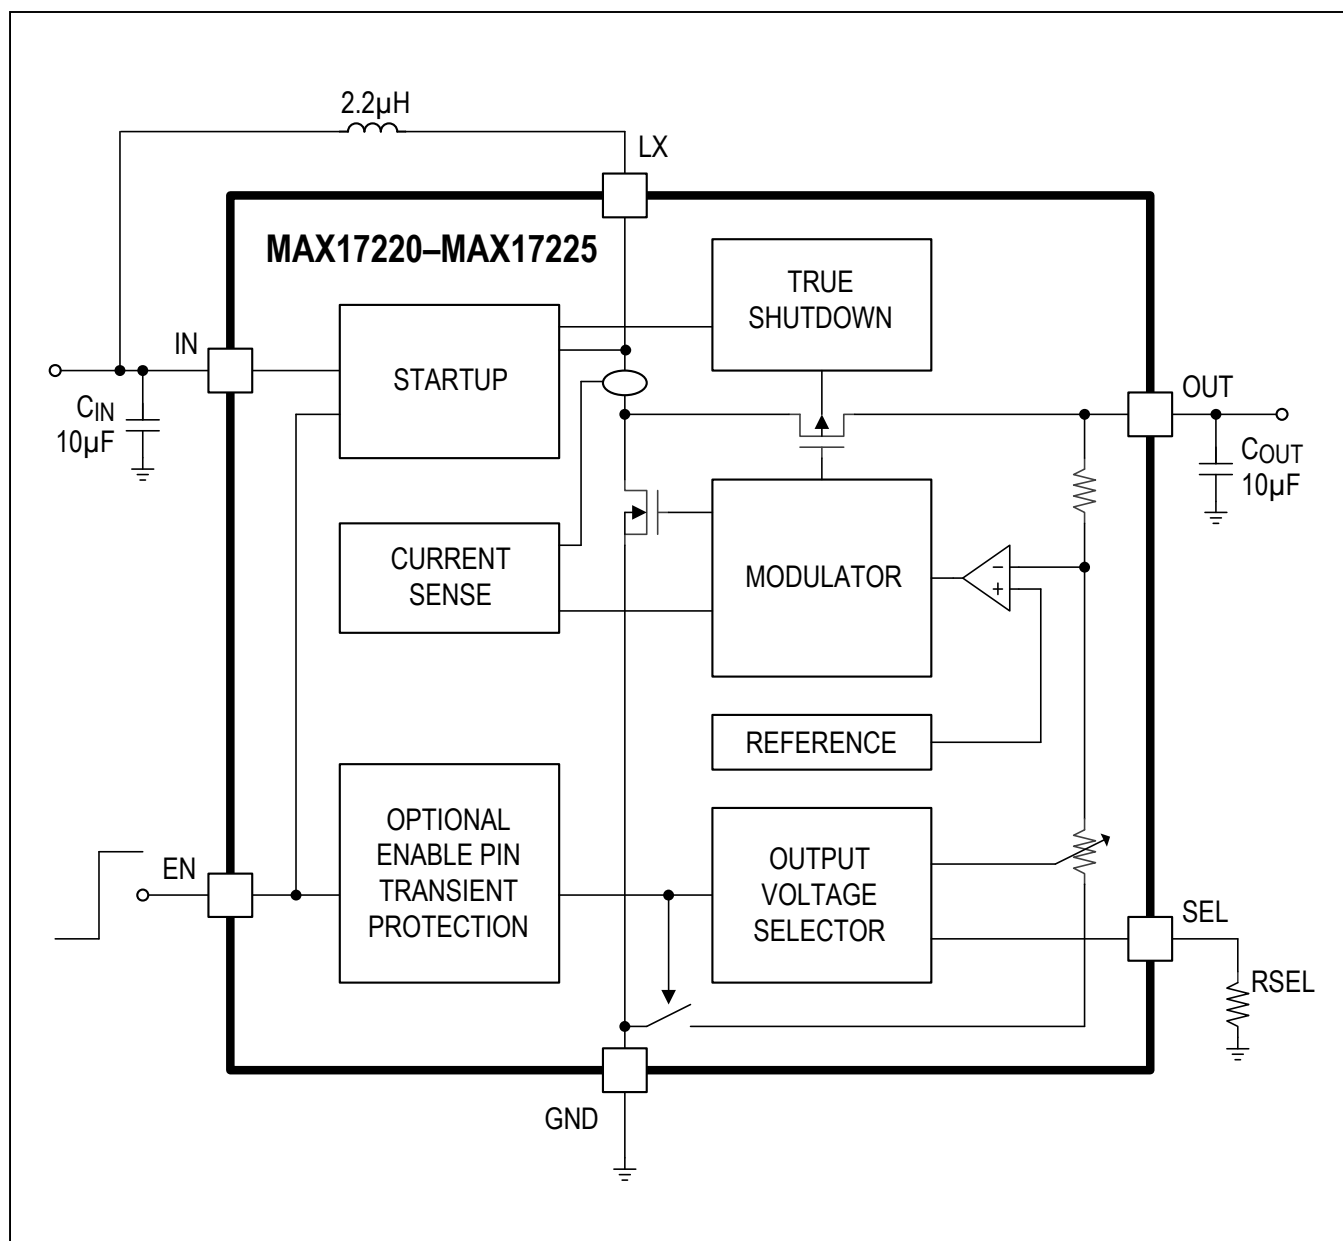 2.2µH
LX
MAX17220–MAX17225
TRUE
SHUTDOWN
IN
STARTUP
CIN
10µF
OUT
COUT
10µF
CURRENT
SENSE
MODULATOR
−
+
REFERENCE
OPTIONAL
ENABLE PIN
TRANSIENT
PROTECTION
EN
OUTPUT
VOLTAGE
SELECTOR
SEL
RSEL
GND